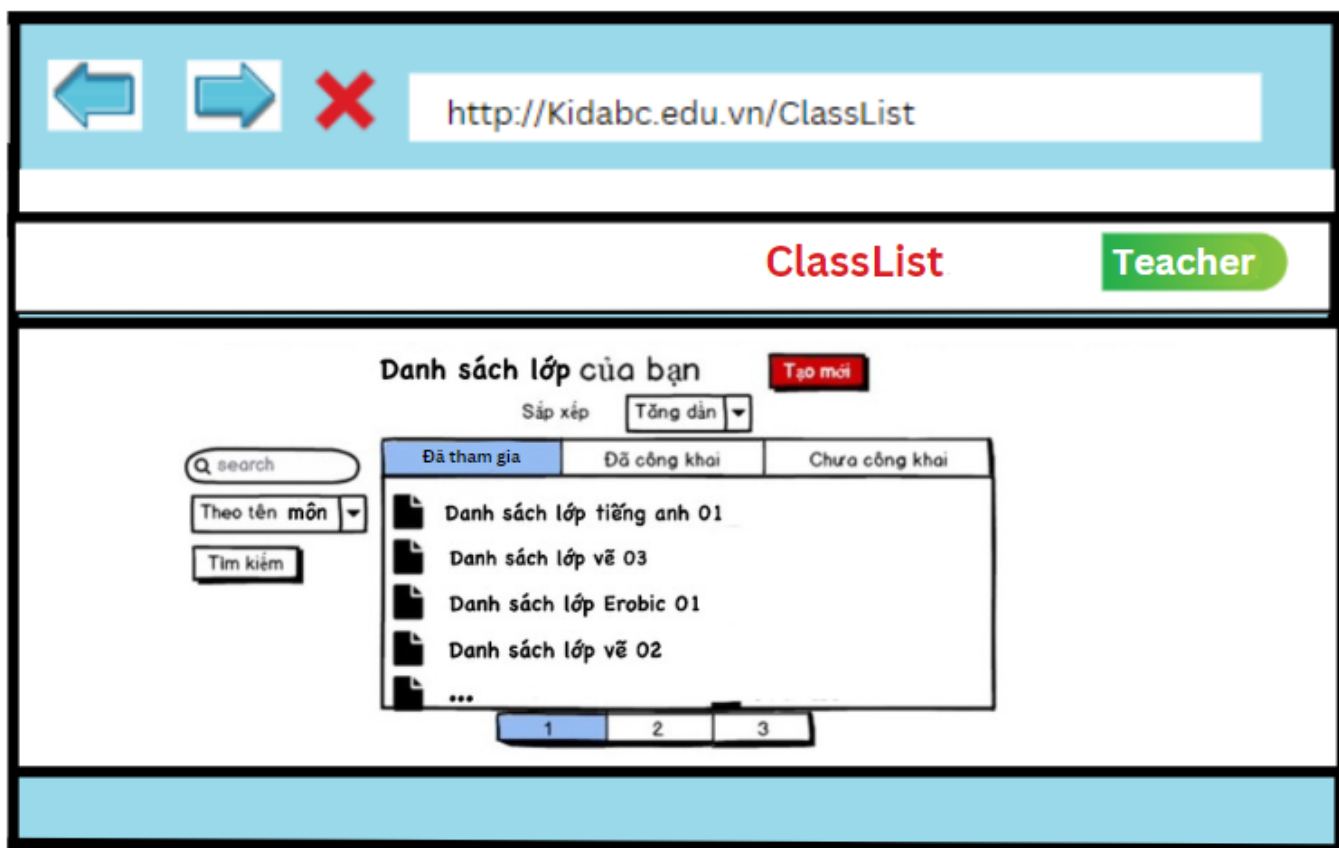 http://Kidabc.edu.vn/ClassList
ClassList
Teacher
Danh sách lớp của bạn
Tạo mới
Sắp xếp
Tăng dần
search
Theo tên môn
Tìm kiếm
Đã tham gia
Đã công khai
Chưa công khai
Danh sách lớp tiếng anh 01
Danh sách lớp vẽ 03
Danh sách lớp Erobic 01
Danh sách lớp vẽ 02
...
1
2
3